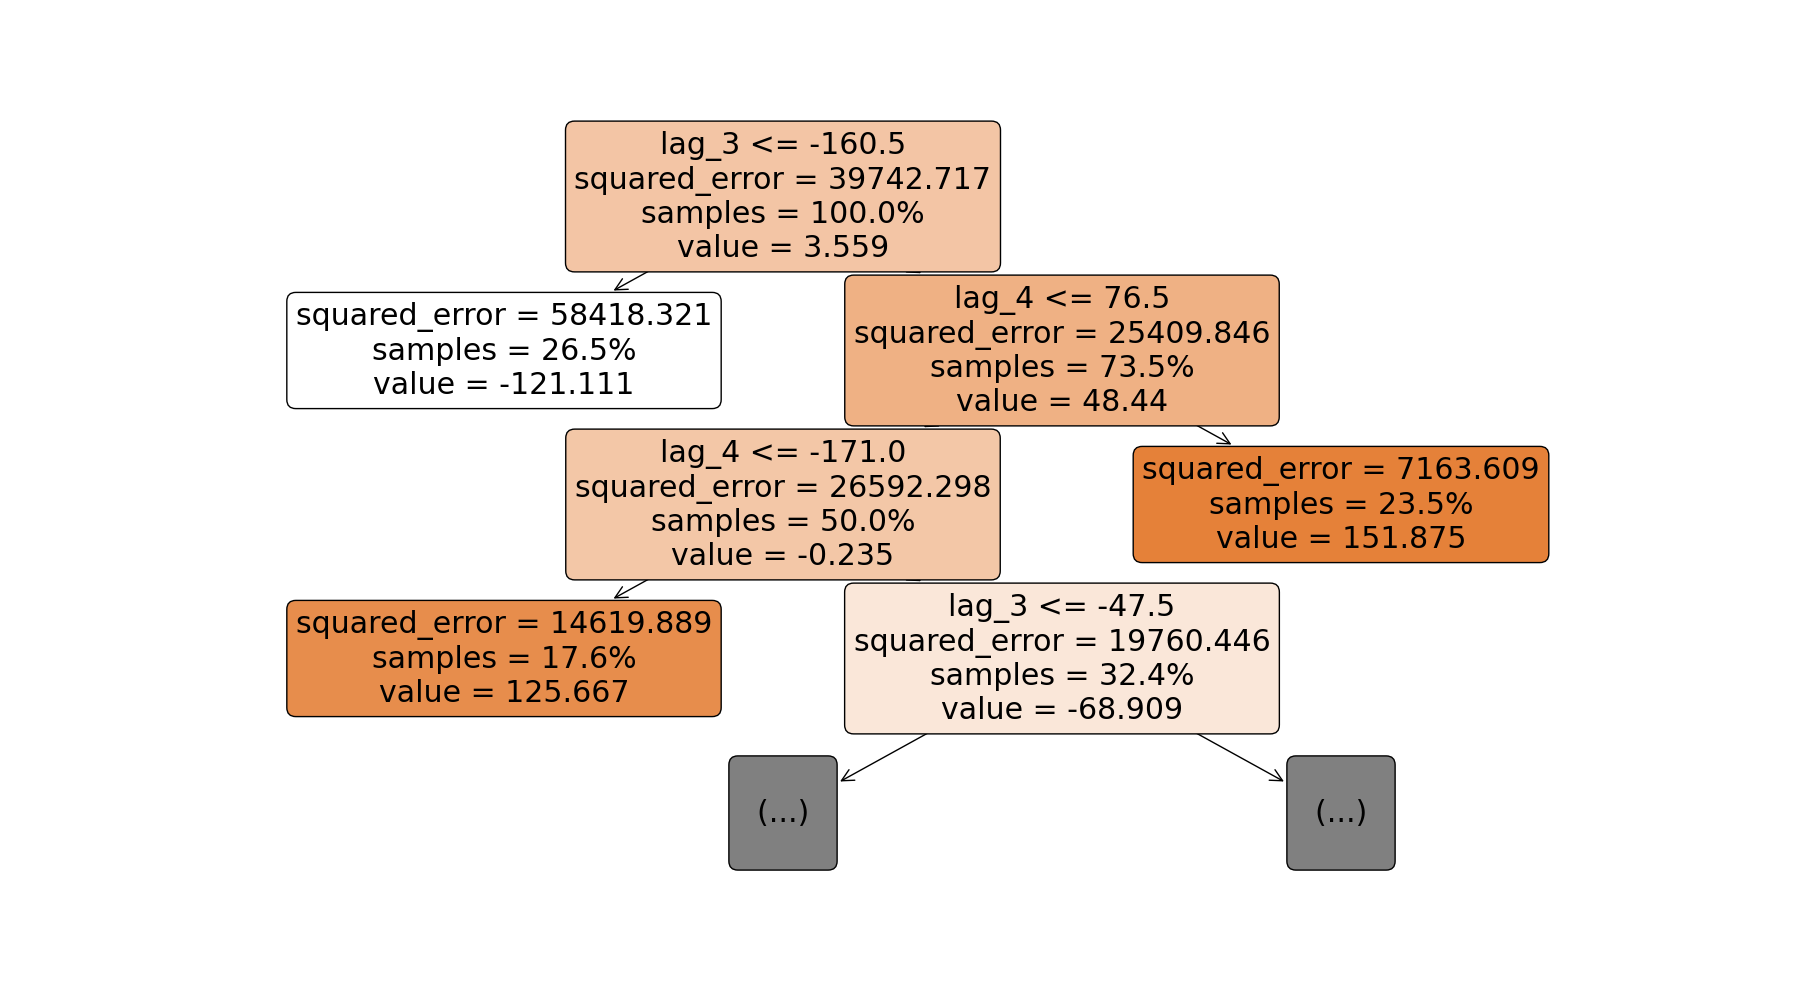 lag_3 <= -160.5
squared_error = 39742.717
samples = 100.0%
value = 3.559
squared_error = 58418.321
samples = 26.5%
value = -121.111
lag_4 <= 76.5
squared_error = 25409.846
samples = 73.5%
value = 48.44
lag_4 <= -171.0
squared_error = 26592.298
samples = 50.0%
value = -0.235
squared_error = 7163.609
samples = 23.5%
value = 151.875
squared_error = 14619.889
samples = 17.6%
value = 125.667
lag_3 <= -47.5
squared_error = 19760.446
samples = 32.4%
value = -68.909
(...)
(...)